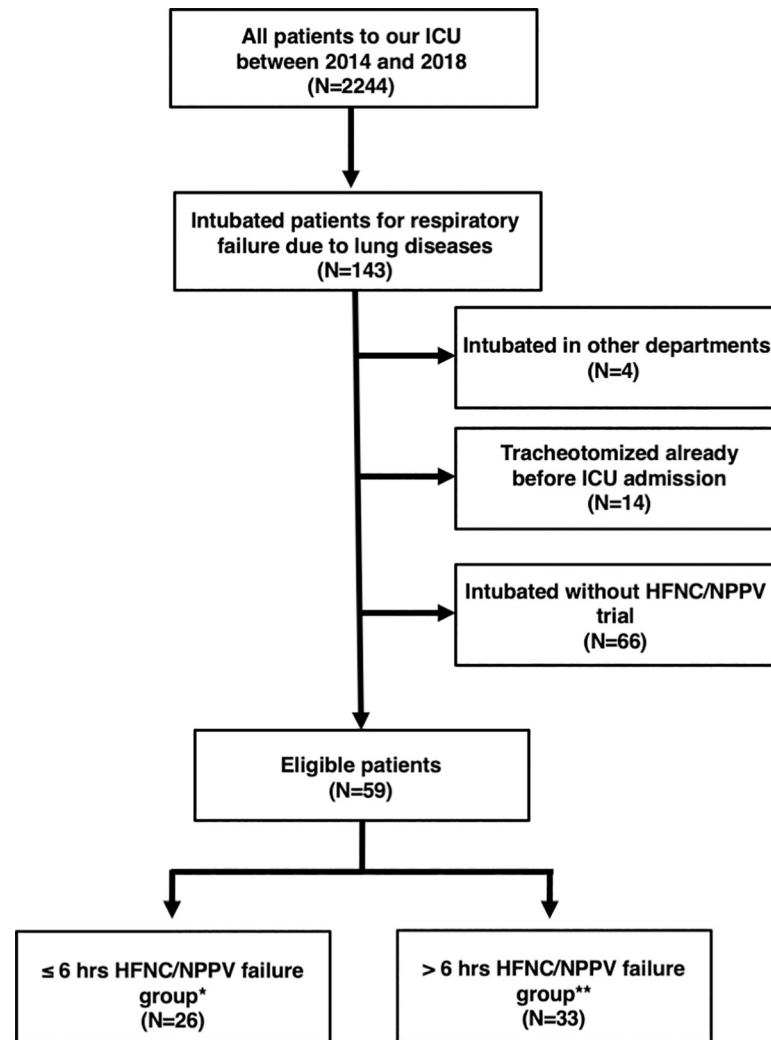 All patients to our ICU
between 2014 and 2018
(N=2244)
Intubated patients for respiratory
failure due to lung diseases
(N=143)
Intubated in other departments
(N=4)
Tracheotomized already
before ICU admission
(N=14)
Intubated without HFNC/NPPV
trial
(N=66)
Eligible patients
(N=59)
≤ 6 hrs HFNC/NPPV failure
group*
(N=26)
> 6 hrs HFNC/NPPV failure
group**
(N=33)